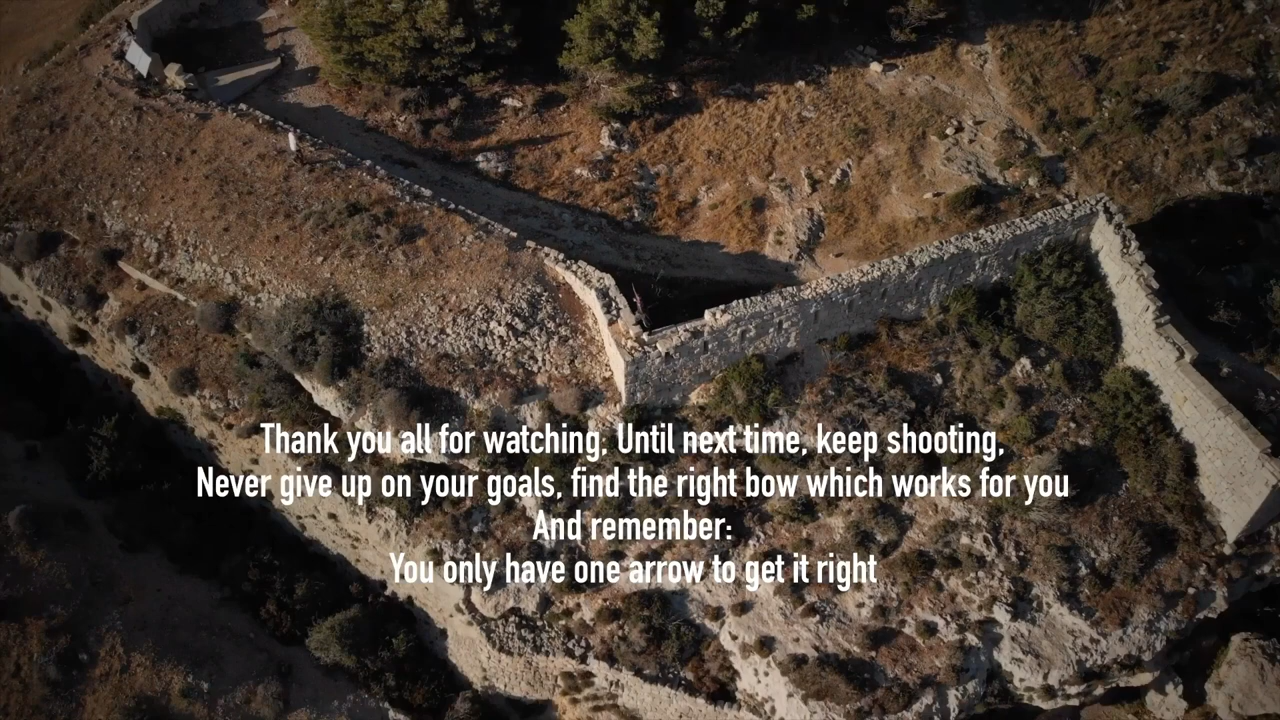 Thank you all for watching, Until next time, keep shooting,
Never give up on your goals, find the right bow which works for you
And remember:
You only have one arrow to get it right